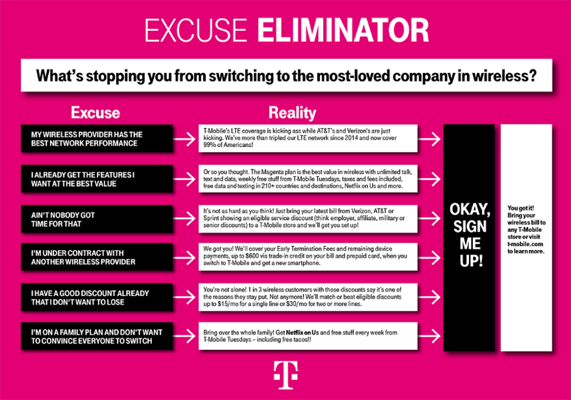 EXCUSE ELIMINATOR
What's stopping you from switching to the most-loved company in wireless?
Excuse
Reality
MY WIRELESS PROVIDER HAS THE
BEST NETWORK PERFORMANCE
T-Mobile's LTE coverage is kicking ass while AT&T's and Verizon's are just
kicking. We've more than tripled our LTE network since 2014 and now cover
99% of Americans!
I ALREADY GET THE FEATURES I
WANT AT THE BEST VALUE
Or so you thought. The Magenta plan is the best value in wireless with unlimited talk,
text and data, weekly free stuff from T-Mobile Tuesdays, taxes and fees included,
free data and texting in 210+ countries and destinations, Netflix on Us and more.
AIN'T NOBODY GOT
TIME FOR THAT
It's not as hard as you think! Just bring your latest bill from Verizon, AT&T or
Sprint showing an eligible service discount (think employer, affiliate, military or
senior discounts) to a T-Mobile store and we'll get you set up!
I'M UNDER CONTRACT WITH
ANOTHER WIRELESS PROVIDER
We got you! We'll cover your Early Termination Fees and remaining device
payments, up to $600 via trade-in credit on your bill and prepaid card, when you
switch to T-Mobile and get a new smartphone.
I HAVE A GOOD DISCOUNT ALREADY
THAT I DON'T WANT TO LOSE
You're not alone! 1 in 3 wireless customers with those discounts say it's one of
the reasons they stay put. Not anymore! We'll match or beat eligible discounts
up to $15/mo for a single line or $30/mo for two or more lines.
I'M ON A FAMILY PLAN AND DON'T WANT
TO CONVINCE EVERYONE TO SWITCH
Bring over the whole family! Get Netflix on Us and free stuff every week from
T-Mobile Tuesdays – including free tacos!!
OKAY,
SIGN
ME
UP!
You got it!
Bring your
wireless bill to
any T-Mobile
store or visit
t-mobile.com
to learn more.
T